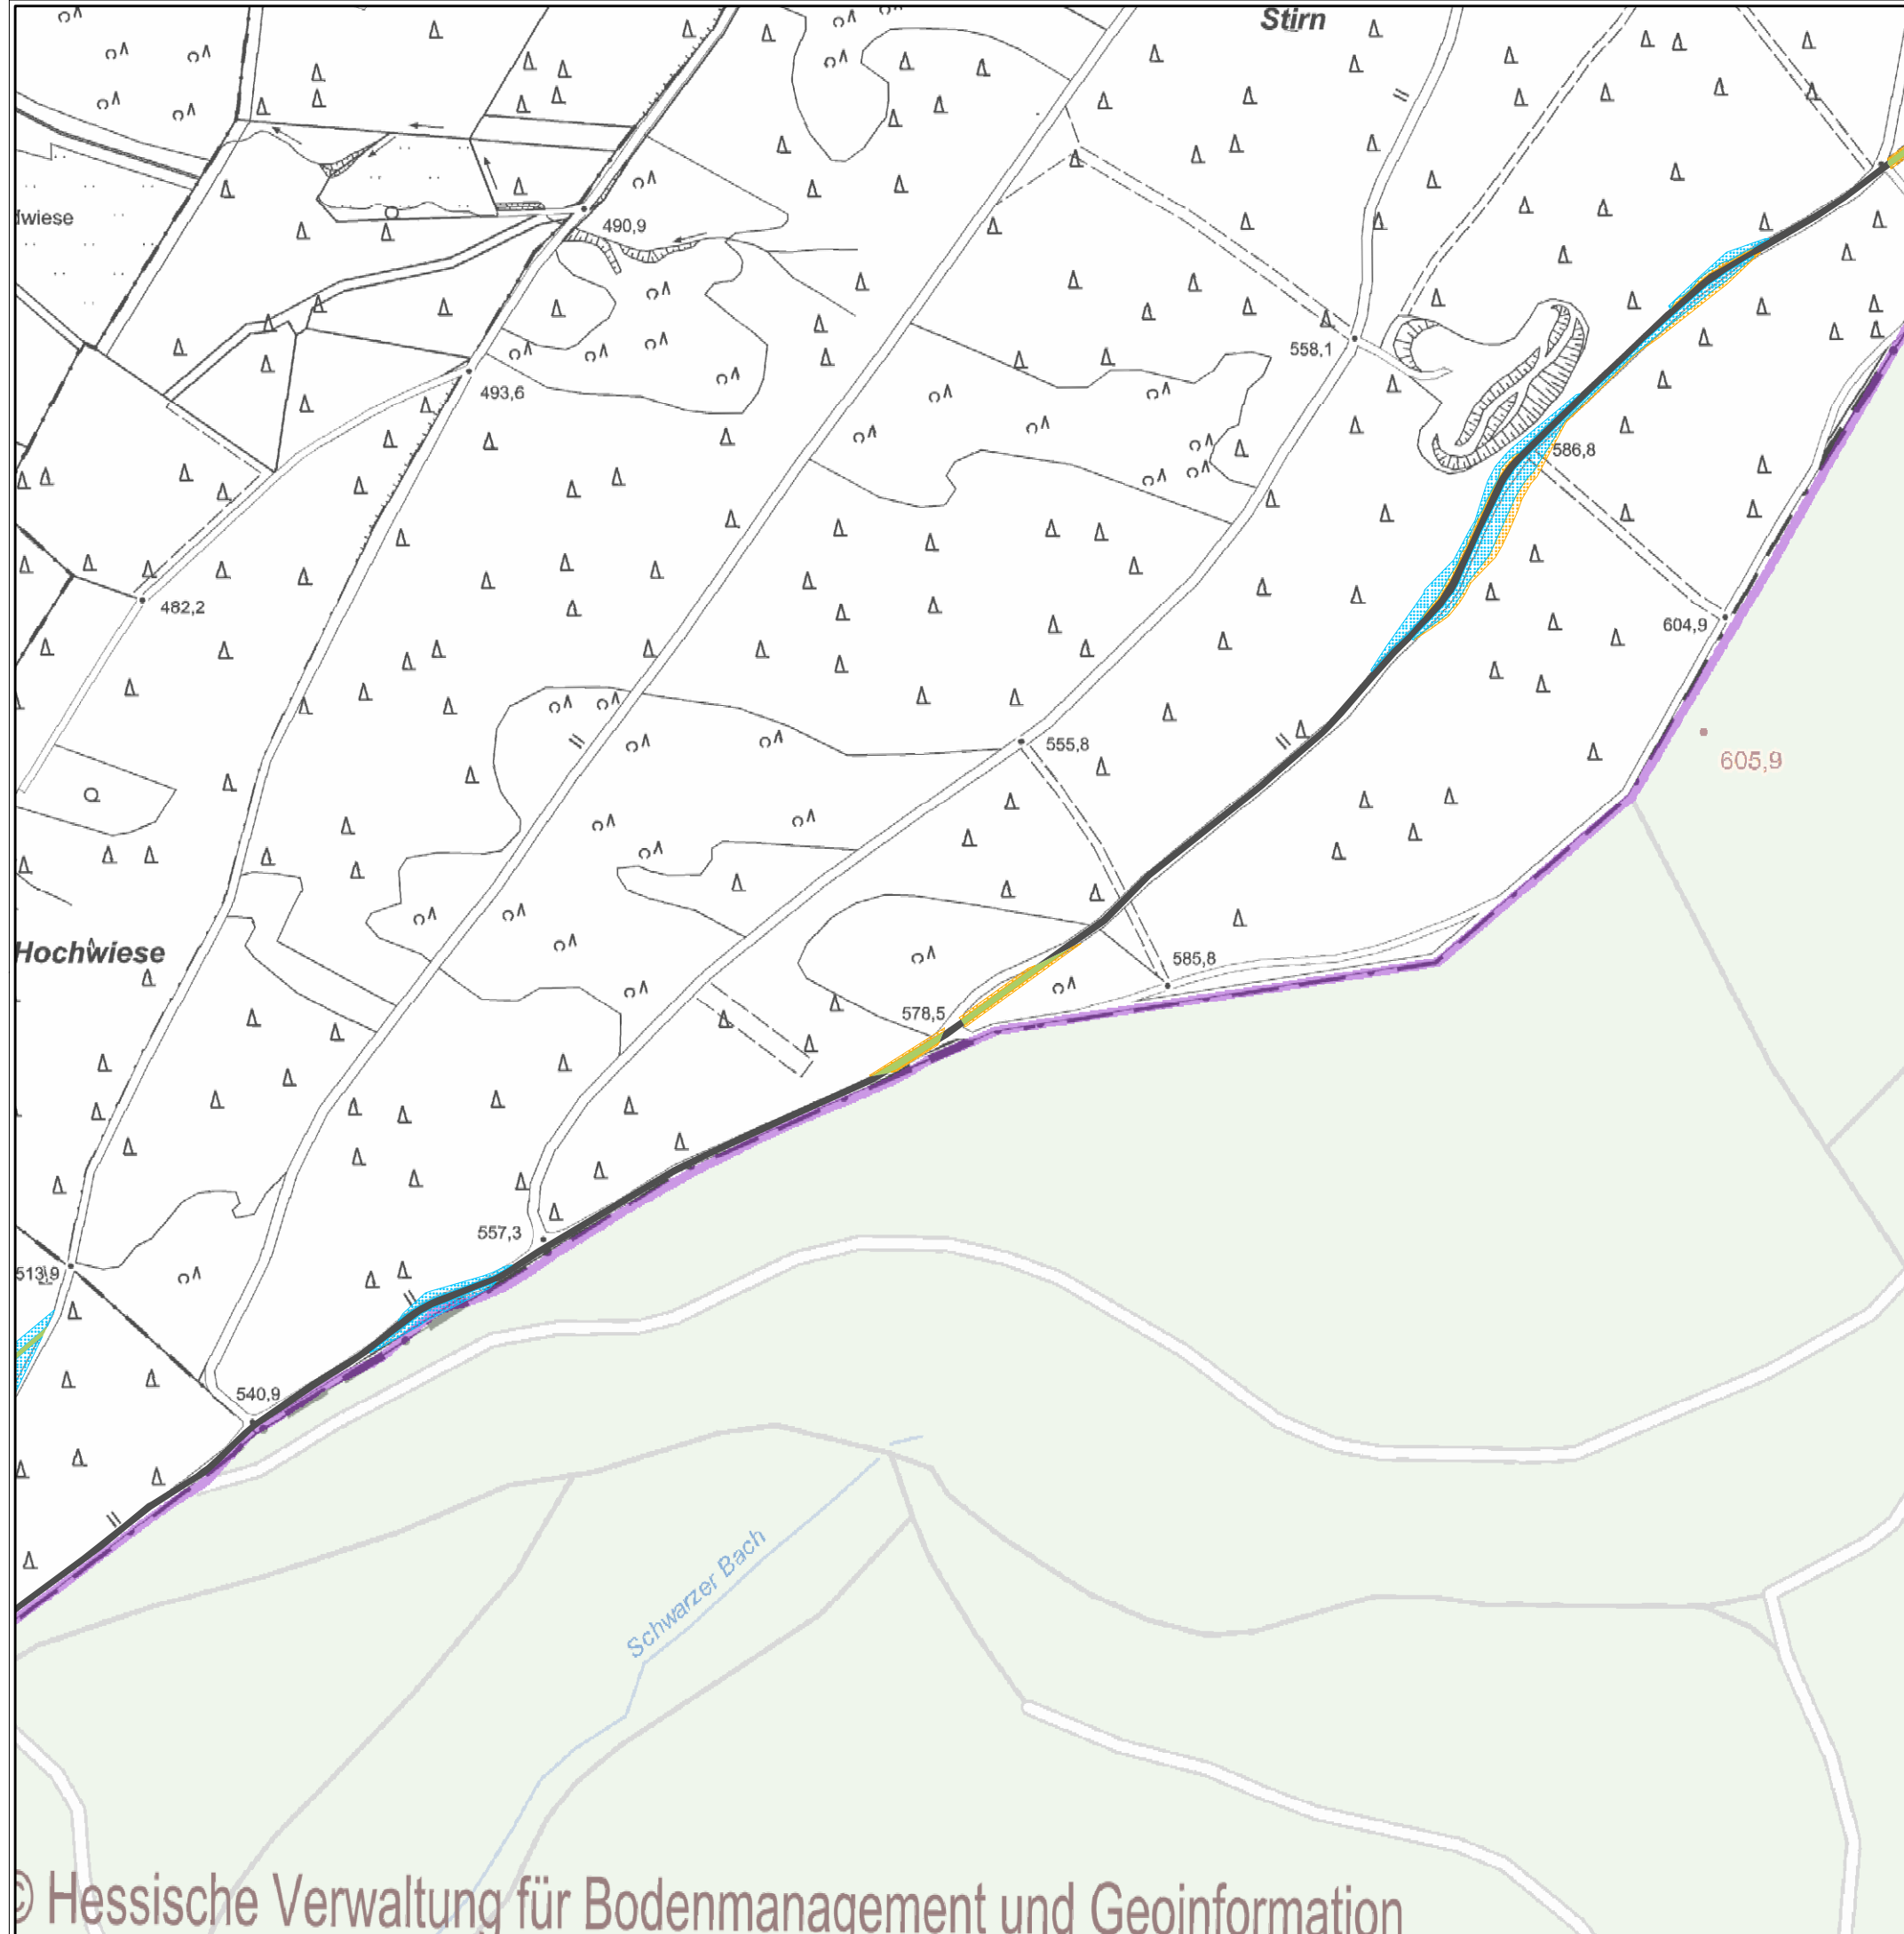 Stirn
dwiese
490,9
558,1
493,6
586,8
482,2
604,9
555,8
605,9
Hochwiese
585,8
578,5
557,3
513,9
540,9
Schwarzer Bach
© Hessische Verwaltung für Bodenmanagement und Geoinformation